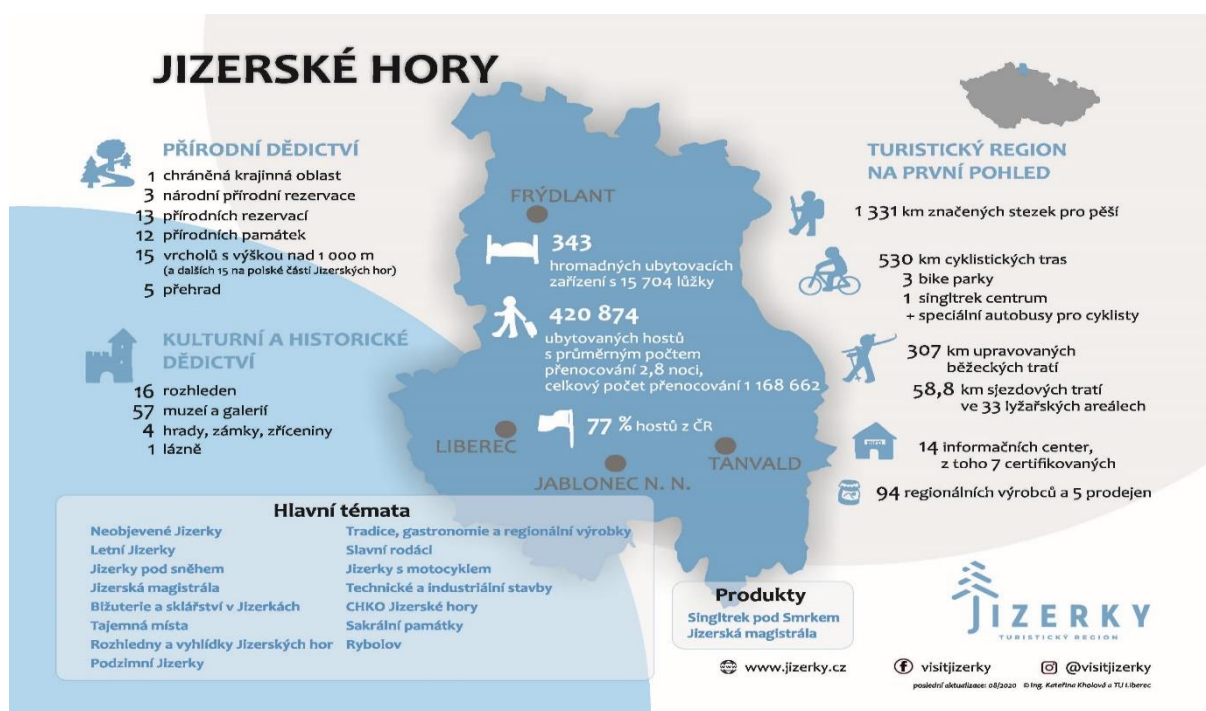 JIZERSKÉ HORY
PŘÍRODNÍ DĚDICTVÍ
1 chráněná krajinná oblast
3 národní přírodní rezervace
13 přírodních rezervací
12 přírodních památek
15 vrcholů s výškou nad 1 000 m
(a dalších 15 na polské části Jizerských hor)
5 přehrad
KULTURNÍ A HISTORICKÉ
DĚDICTVÍ
16 rozhleden
57 muzeí a galerií
4 hrady, zámky, zříceniny
1 lázně
FRÝDLANT
343
hromadných ubytovacích
zařízení s 15 704 lůžky
420 874
ubytovaných hostů
s průměrným počtem
přenocování 2,8 noci,
celkový počet přenocování 1 168 662
77 % hostů z ČR
LIBEREC
JABLONEC N. N.
TANVALD
TURISTICKÝ REGION
NA PRVNÍ POHLED
1 331 km značených stezek pro pěší
530 km cyklistických tras
3 bike parky
1 singltrek centrum
+ speciální autobusy pro cyklisty
307 km upravovaných
běžeckých tratí
58,8 km sjezdových tratí
ve 33 lyžařských areálech
14 informačních center,
z toho 7 certifikovaných
94 regionálních výrobců a 5 prodejen
Hlavní témata
Neobjevené Jizerky
Letní Jizerky
Jizerky pod sněhem
Jizerská magistrála
Bižuterie a sklářství v Jizerkách
Tajemná místa
Rozhledny a vyhlídky Jizerských hor
Podzimní Jizerky
Tradice, gastronomie a regionální výrobky
Slavní rodáci
Jizerky s motocyklem
Technické a industriální stavby
CHKO Jizerské hory
Sakrální památky
Rybolov
Produkty
Singltrek pod Smrkem
Jizerská magistrála
JIZERKY
TURISTICKÝ REGION
www.jizerky.cz
visitjizerky
@visitjizerky
poslední aktualizace: 08/2020 © Ing. Kateřina Kholová a TU Liberec